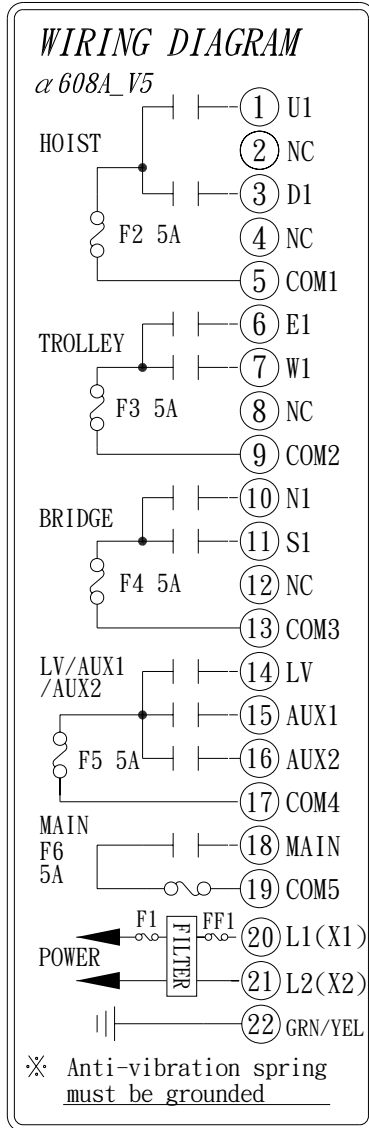 WIRING DIAGRAM
α608A_V5
① U1
HOIST
② NC
③ D1
F2 5A
④ NC
⑤ COM1
⑥ E1
TROLLEY
⑦ W1
F3 5A
⑧ NC
⑨ COM2
⑩ N1
BRIDGE
⑪ S1
F4 5A
⑫ NC
⑬ COM3
LV/AUX1
⑭ LV
/AUX2
⑮ AUX1
F5 5A
⑯ AUX2
⑰ COM4
MAIN
F6
⑱ MAIN
5A
⑲ COM5
F1
FILTER
FF1
⑳ L1(X1)
POWER
㉑ L2(X2)
㉒ GRN/YEL
※ Anti-vibration spring
must be grounded